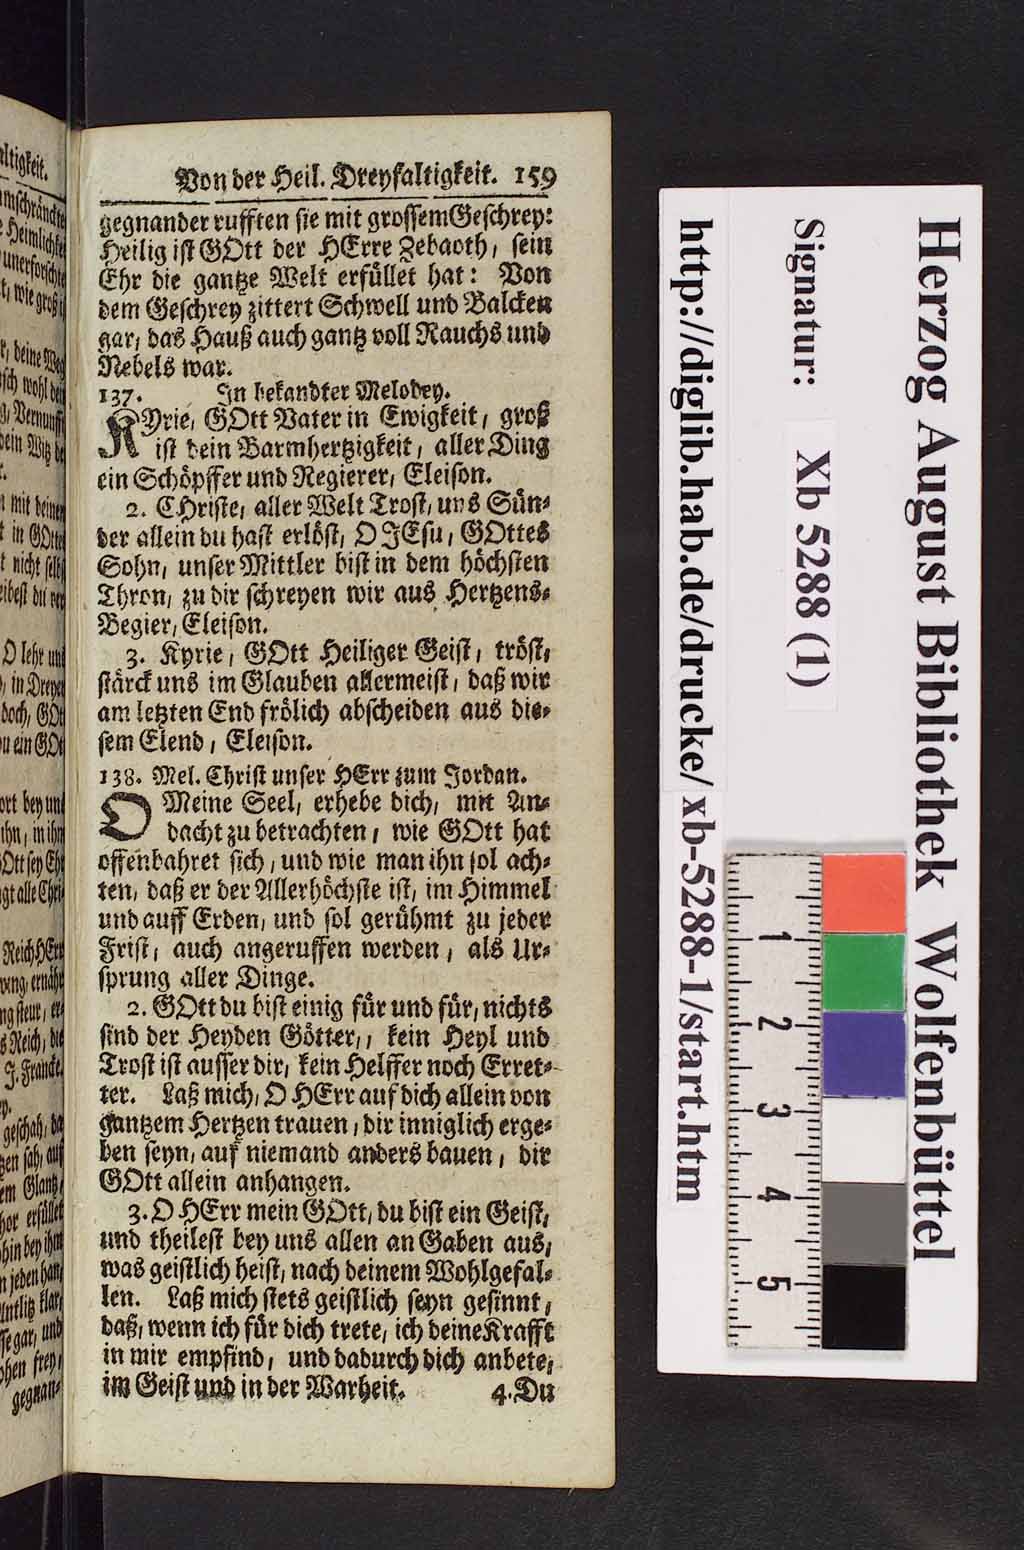 Von der Heil. Dreyfaltigkeit. 159
gegnander rufften sie mit grossem Geschrey:
Heilig ist GOtt der HErre Zebaoth, sein
Ehr die gantze Welt erfüllet hat: Von
dem Geschrey zittert Schwell und Balcken
gar, das Hauß auch gantz voll Rauchs und
Nebels war.
137. In bekandter Melodey.
KYrie, GOtt Vater in Ewigkeit, groß
ist dein Barmhertzigkeit, aller Ding
ein Schöpffer und Regierer, Eleison.
2. CHriste, aller Welt Trost, uns Sün-
der allein du hast erlöst, O JEsu, GOttes
Sohn, unser Mittler bist in dem höchsten
Thron, zu dir schreyen wir aus Hertzens-
Begier, Eleison.
3. Kyrie, GOtt Heiliger Geist, tröst,
stärck uns im Glauben allermeist, daß wir
am letzten End frölich abscheiden aus die-
sem Elend, Eleison.
138. Mel. Christ unser HErr zum Jordan.
O Meine Seel, erhebe dich, mit An-
dacht zu betrachten, wie GOtt hat
offenbahret sich, und wie man ihn sol ach-
ten, daß er der Allerhöchste ist, im Himmel
und auff Erden, und sol gerühmt zu jeder
Frist, auch angeruffen werden, als Ur-
sprung aller Dinge.
2. GOtt du bist einig für und für, nichts
sind der Heyden Götter,, kein Heyl und
Trost ist ausser dir, kein Helffer noch Erret-
ter. Laß mich, O HErr auf dich allein von
gantzem Hertzen trauen, dir inniglich erge-
ben seyn, auf niemand anders bauen, dir
GOtt allein anhangen.
3. O HErr mein GOtt, du bist ein Geist,
und theilest bey uns allen an Gaben aus,
was geistlich heist, nach deinem Wohlgefal-
len. Laß mich stets geistlich seyn gesinnt,
daß, wenn ich für dich trete, ich deine Krafft
in mir empfind, und dadurch dich anbete,
im Geist und in der Warheit. 4. Du
Herzog August Bibliothek Wolfenbüttel
Signatur: Xb 5288 (1)
http://diglib.hab.de/drucke/xb-5288-1/start.htm
1
2
3
4
5